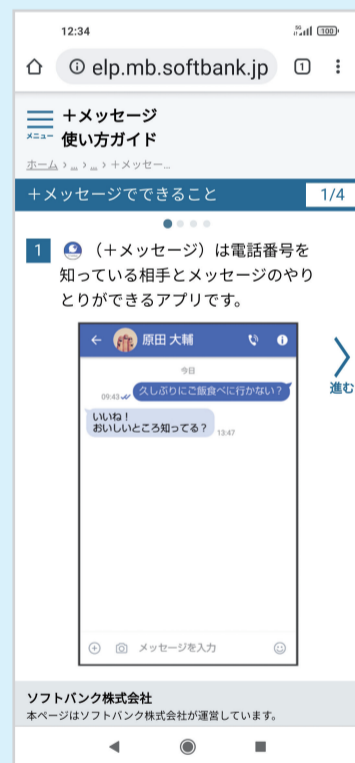 12:34
5G 100
elp.mb.softbank.jp 1
+メッセージ
メニュー 使い方ガイド
ホーム > ... > ... > +メッセー...
+メッセージでできること 1/4
1 (+メッセージ)は電話番号を
知っている相手とメッセージのやり
とりができるアプリです。
原田 大輔
今日
09:43 久しぶりにご飯食べに行かない?
いいね!
おいしいところ知ってる? 13:47
進む
メッセージを入力
ソフトバンク株式会社
本ページはソフトバンク株式会社が運営しています。